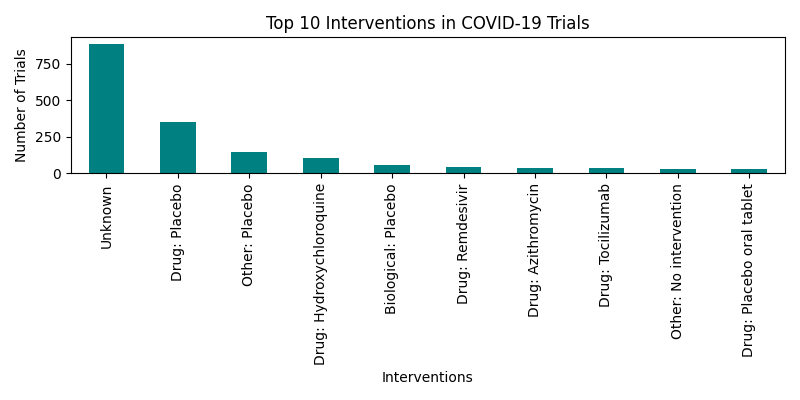 Top 10 Interventions in COVID-19 Trials
Number of Trials
750
500
250
0
Unknown
Drug: Placebo
Other: Placebo
Drug: Hydroxychloroquine
Biological: Placebo
Drug: Remdesivir
Drug: Azithromycin
Drug: Tocilizumab
Other: No intervention
Drug: Placebo oral tablet
Interventions